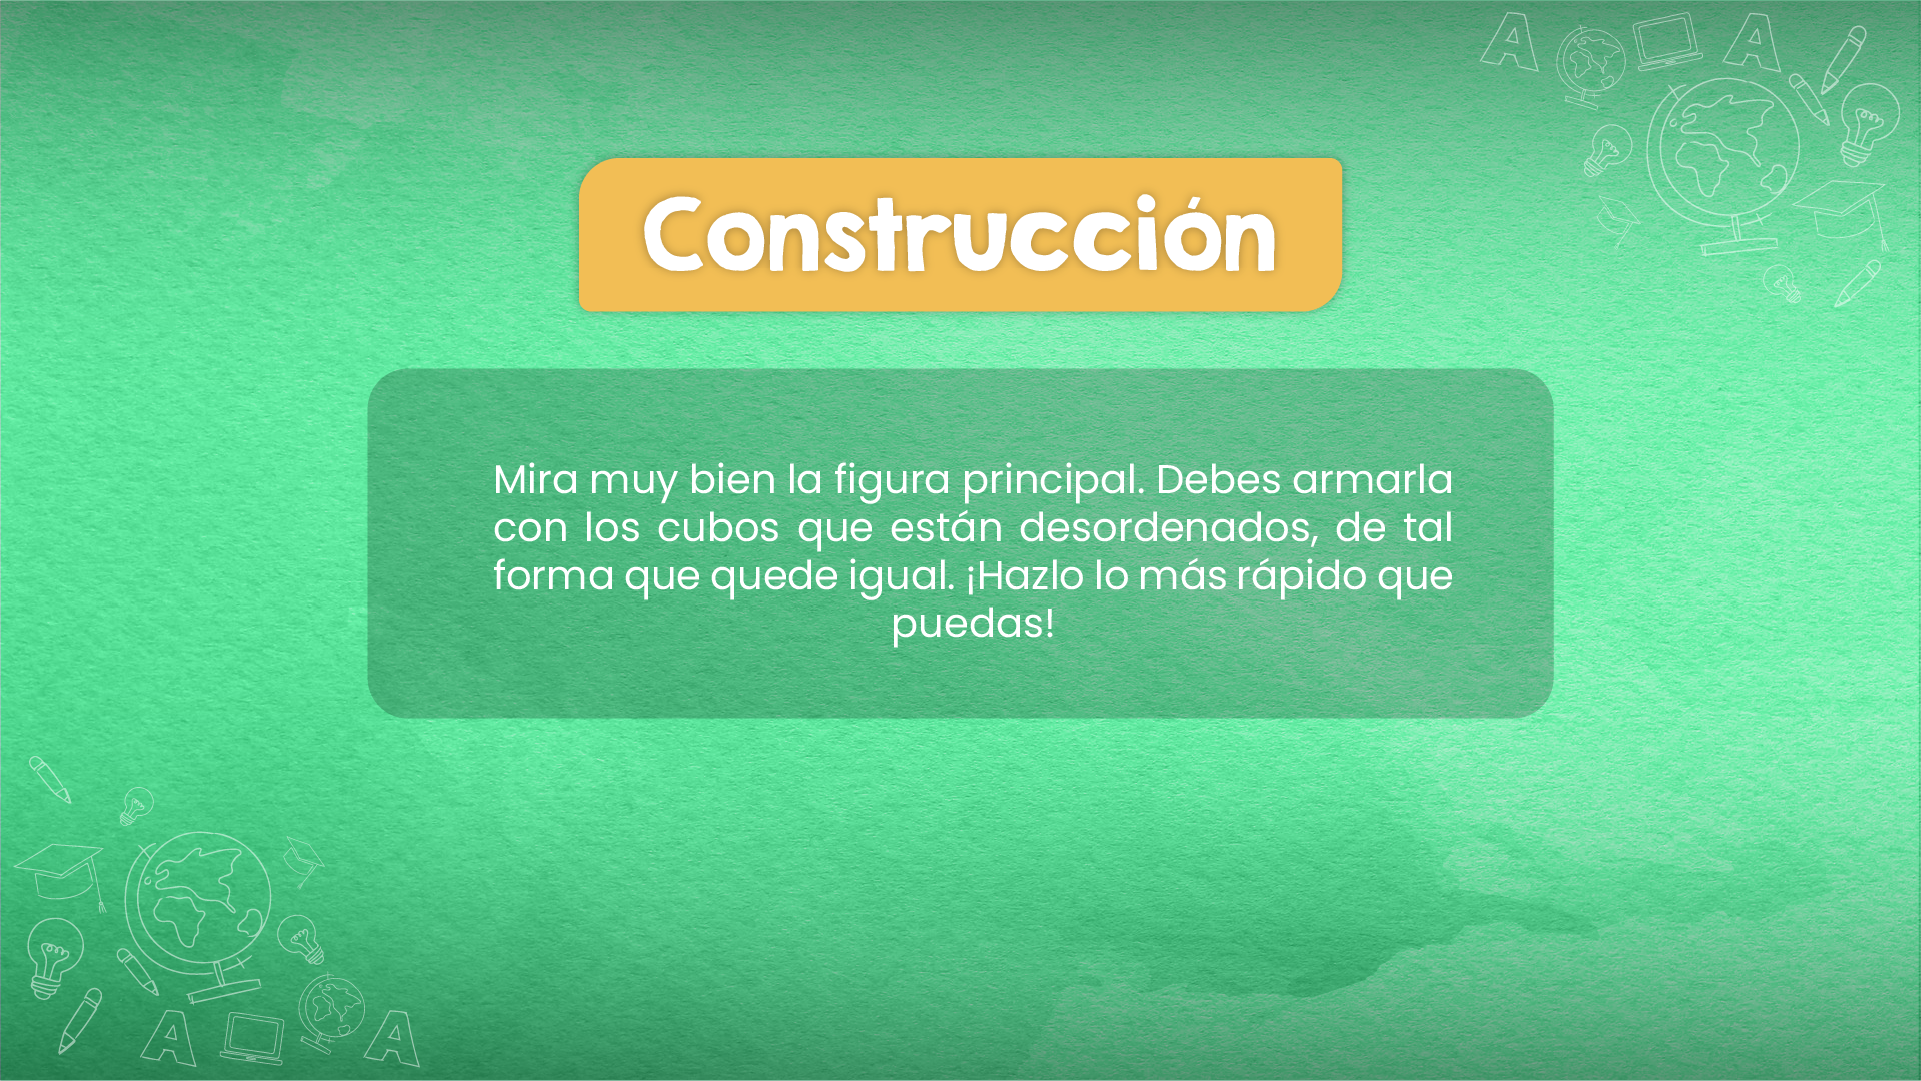 A A
Construcción
Mira muy bien la figura principal. Debes armarla
con los cubos que están desordenados, de tal
forma que quede igual. ¡Hazlo lo más rápido que
puedas!
A A